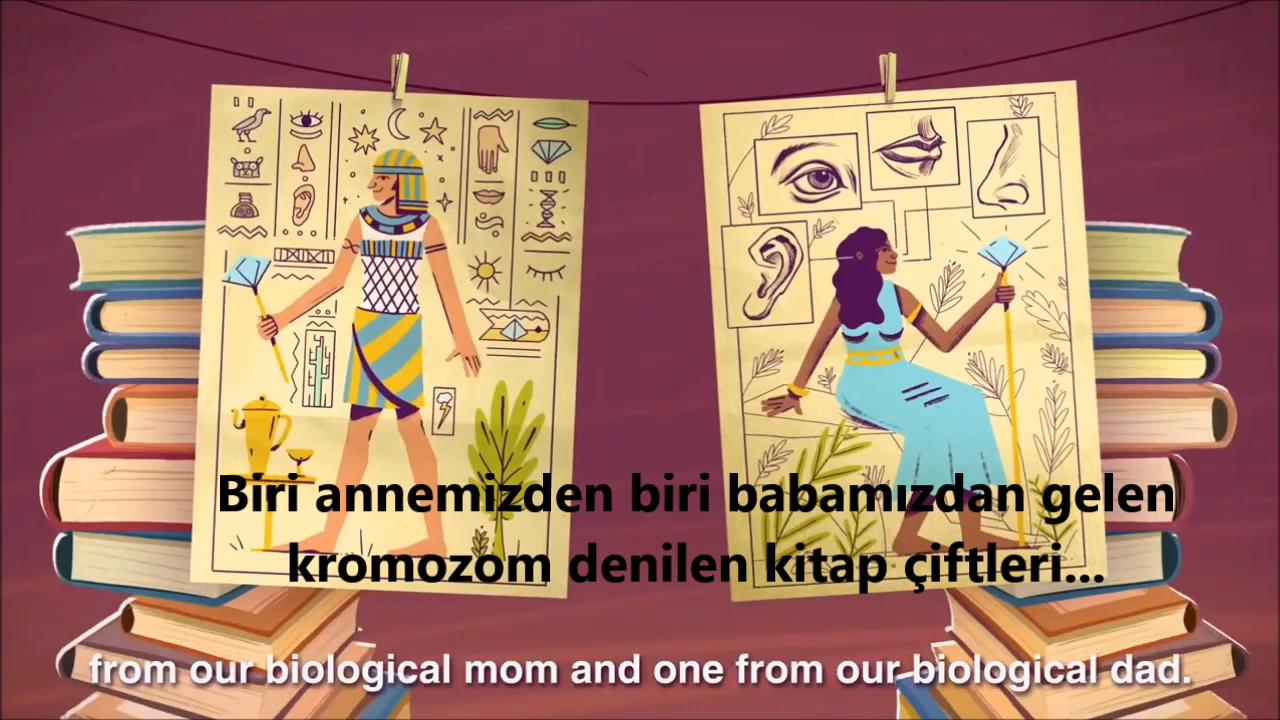 Biri annemizden biri babamızdan gelen
kromozom denilen kitap çiftleri...
from our biological mom and one from our biological dad.